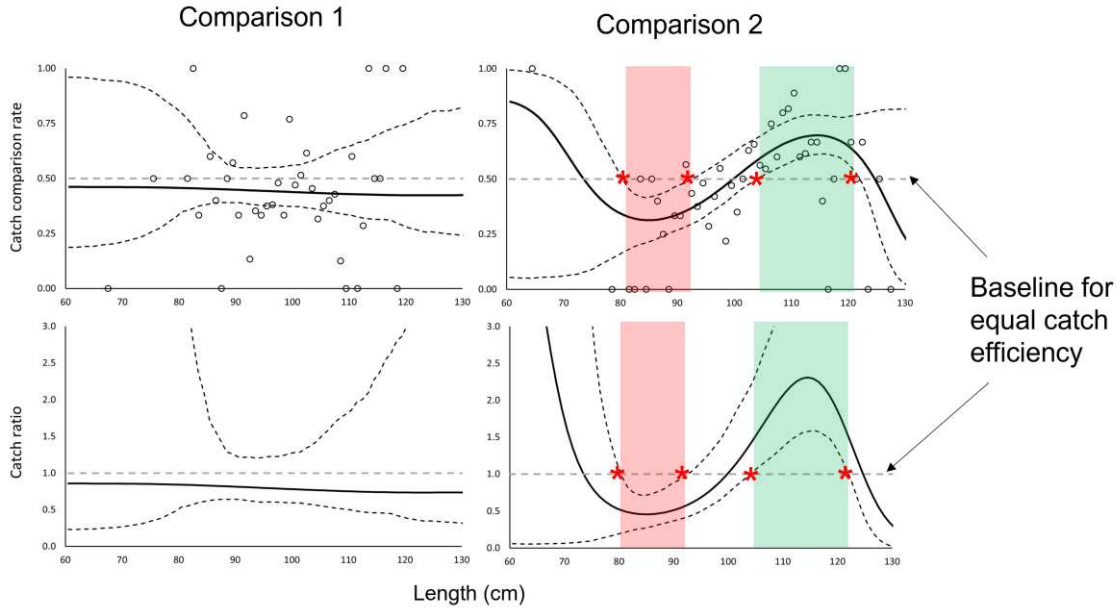 Comparison 1
Comparison 2
Catch comparison rate
1.00
0.75
0.50
0.25
0.00
60 70 80 90 100 110 120 130
1.00
0.75
0.50
0.25
0.00
60 70 80 90 100 110 120 130
Catch ratio
3.0
2.5
2.0
1.5
1.0
0.5
0.0
60 70 80 90 100 110 120 130
3.0
2.5
2.0
1.5
1.0
0.5
0.0
60 70 80 90 100 110 120 130
Baseline for
equal catch
efficiency
Length (cm)